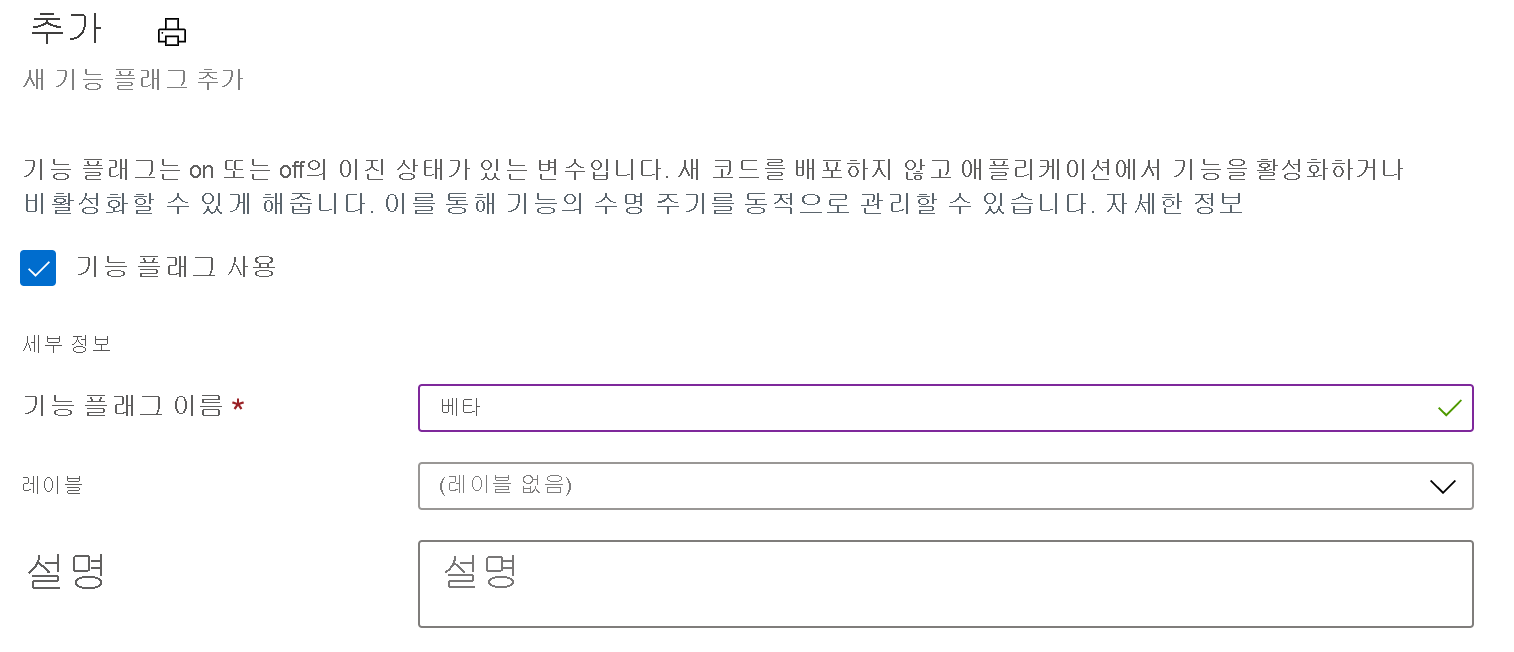 추가
새 기능 플래그 추가
기능 플래그는 on 또는 off의 이진 상태가 있는 변수입니다. 새 코드를 배포하지 않고 애플리케이션에서 기능을 활성화하거나
비활성화할 수 있게 해줍니다. 이를 통해 기능의 수명 주기를 동적으로 관리할 수 있습니다. 자세한 정보
기능 플래그 사용
세부 정보
기능 플래그 이름 *
베타
레이블
(레이블 없음)
설명
설명